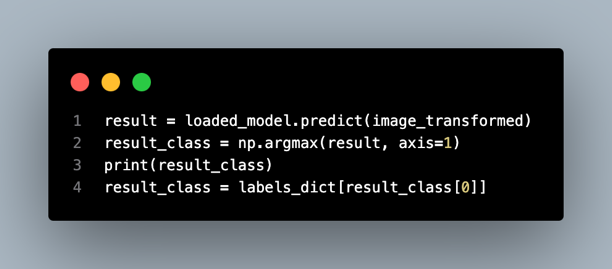 1 result = loaded_model.predict(image_transformed)
2 result_class = np.argmax(result, axis=1)
3 print(result_class)
4 result_class = labels_dict[result_class[0]]